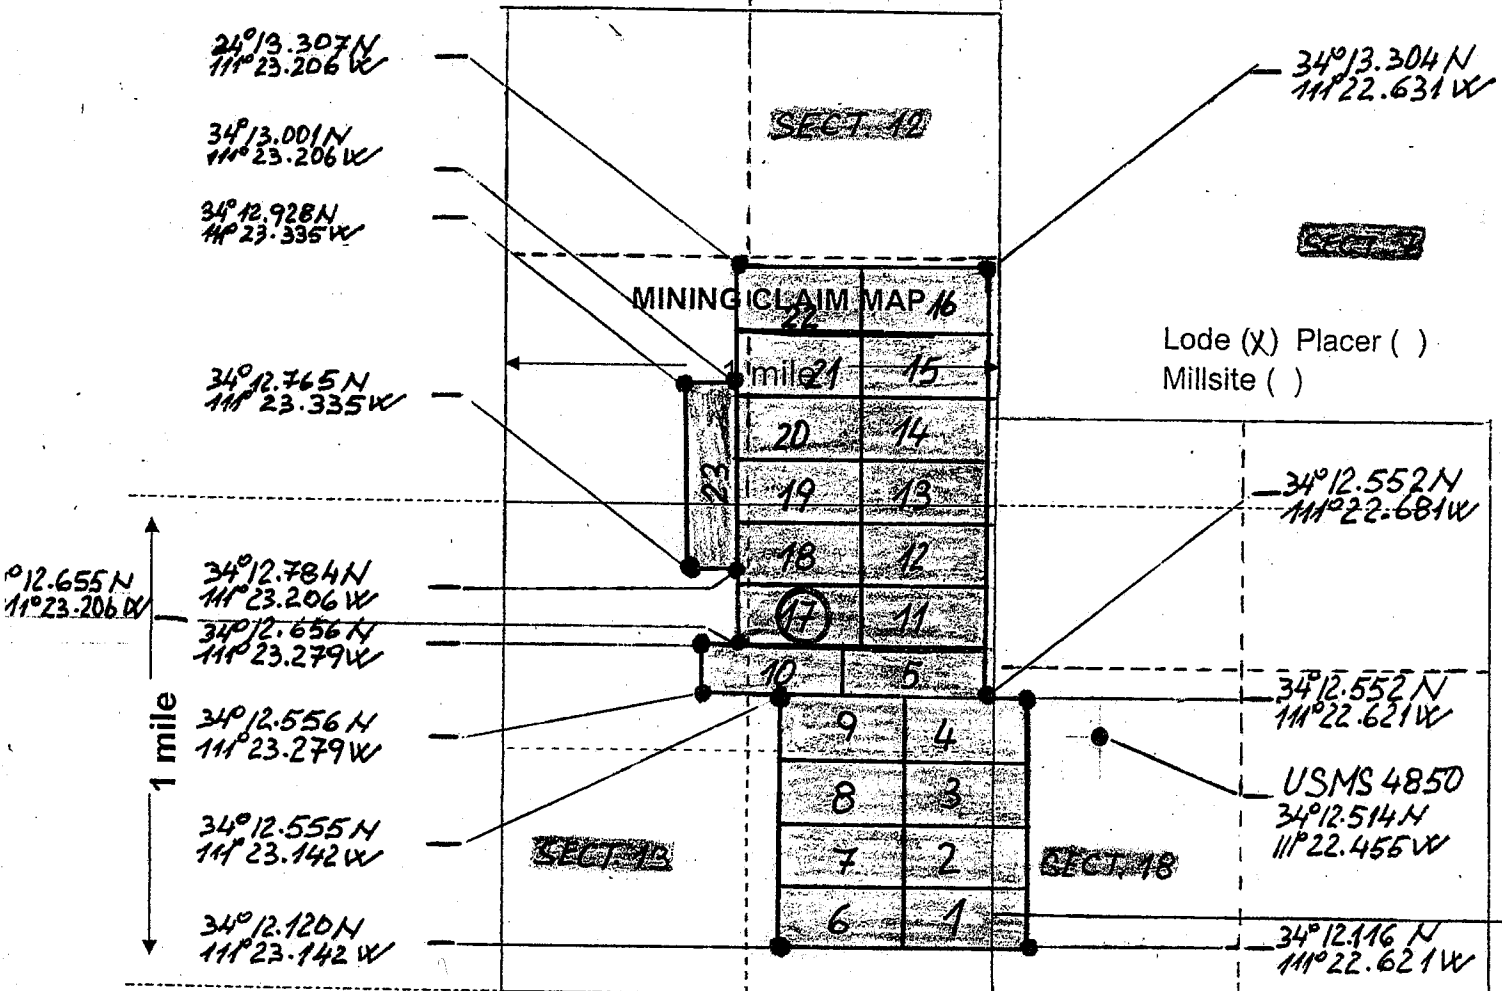 24°13.307N
111°23.206W
34°13.001N
111°23.206W
34°12.928N
111°23.335W
34°12.765N
111°23.335W
°12.655N
11°23.206W
34°12.784N
111°23.206W
34°12.656N
111°23.279W
34°12.556N
111°23.279W
34°12.555N
111°23.142W
34°12.120N
111°23.142W
1 mile
SECT. 12
MINING CLAIM MAP
22 16
1 mile
21 15
20 14
23
19 13
18 12
17 11
10 5
9 4
8 3
7 2
6 1
SECT. 13
SECT. 18
34°13.304N
111°22.631W
SECT 7
Lode (X) Placer ( )
Millsite ( )
34°12.552N
111°22.681W
34°12.552N
111°22.621W
USMS 4850
34°12.514N
111°22.455W
34°12.116 N
111°22.621W